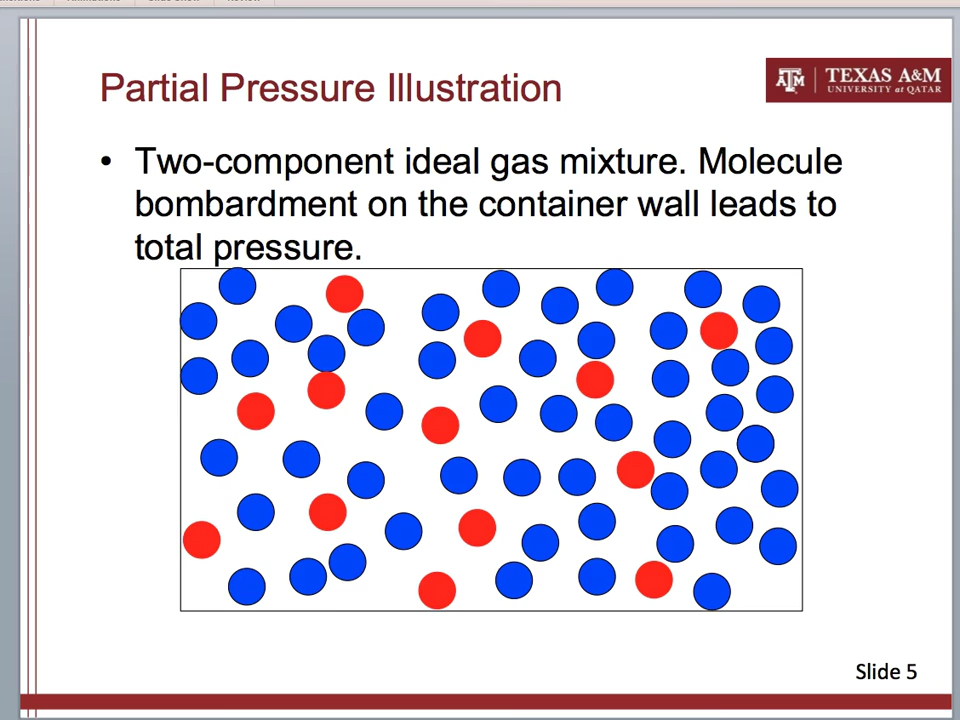 Partial Pressure Illustration
TEXAS A&M
UNIVERSITY at QATAR
• Two-component ideal gas mixture. Molecule
bombardment on the container wall leads to
total pressure.
Slide 5